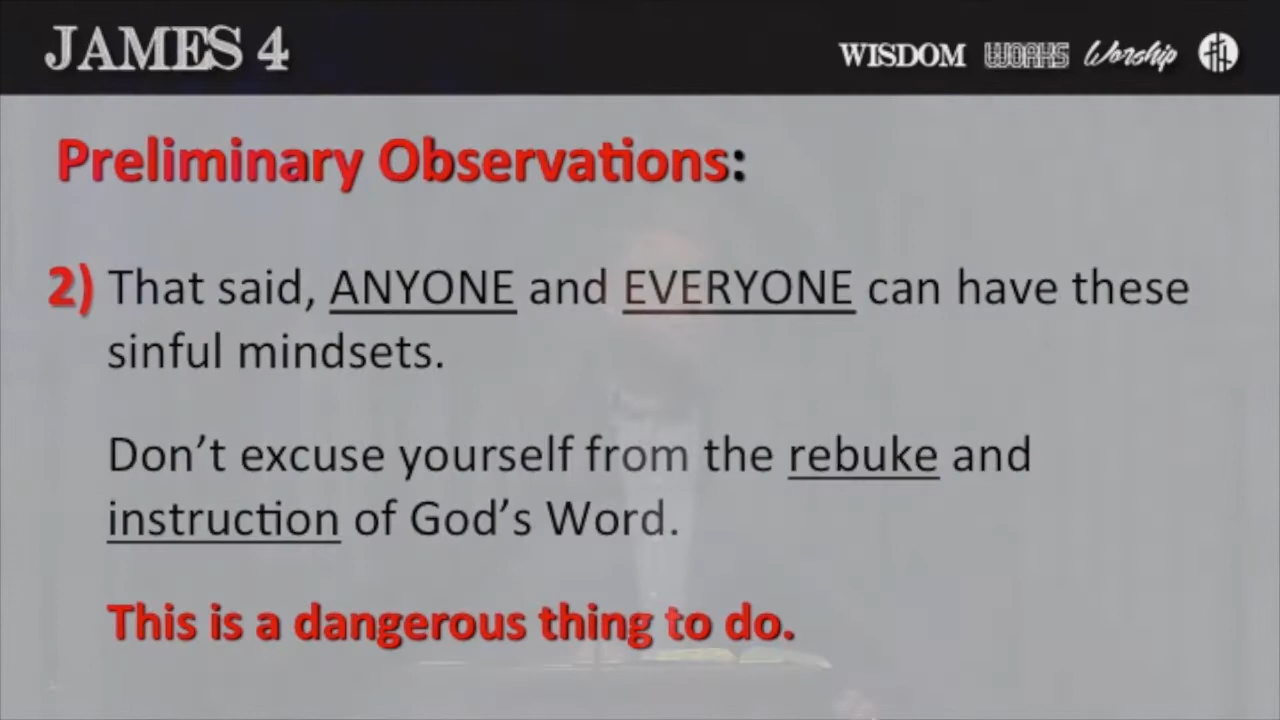 JAMES 4
WISDOM WORKS Worship
Preliminary Observations:
2) That said, ANYONE and EVERYONE can have these
sinful mindsets.
Don’t excuse yourself from the rebuke and
instruction of God’s Word.
This is a dangerous thing to do.